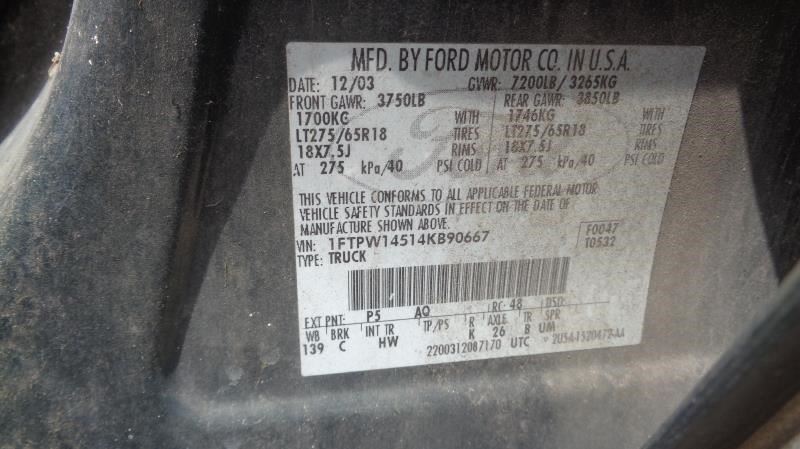 MFD. BY FORD MOTOR CO. IN U.S.A.
DATE: 12/03 GVWR: 7200LB/3265KG
FRONT GAWR: 3750LB REAR GAWR: 3850LB
1700KG WITH 1746KG WITH
LT275/65R18 TIRES LT275/65R18 TIRES
18X7.5J RIMS 18X7.5J RIMS
AT 275 kPa/40 PSI COLD AT 275 kPa/40 PSI COLD
THIS VEHICLE CONFORMS TO ALL APPLICABLE FEDERAL MOTOR
VEHICLE SAFETY STANDARDS IN EFFECT ON THE DATE OF
MANUFACTURE SHOWN ABOVE.
VIN: 1FTPW14514KB90667 F0047
TYPE: TRUCK T0532
EXT PNT: P5 AQ RC: 48 DSO:
WB BRK INT TR TP/PS R AXLE TR SPR
139 C HW K 26 B UM
2200312087170 UTC